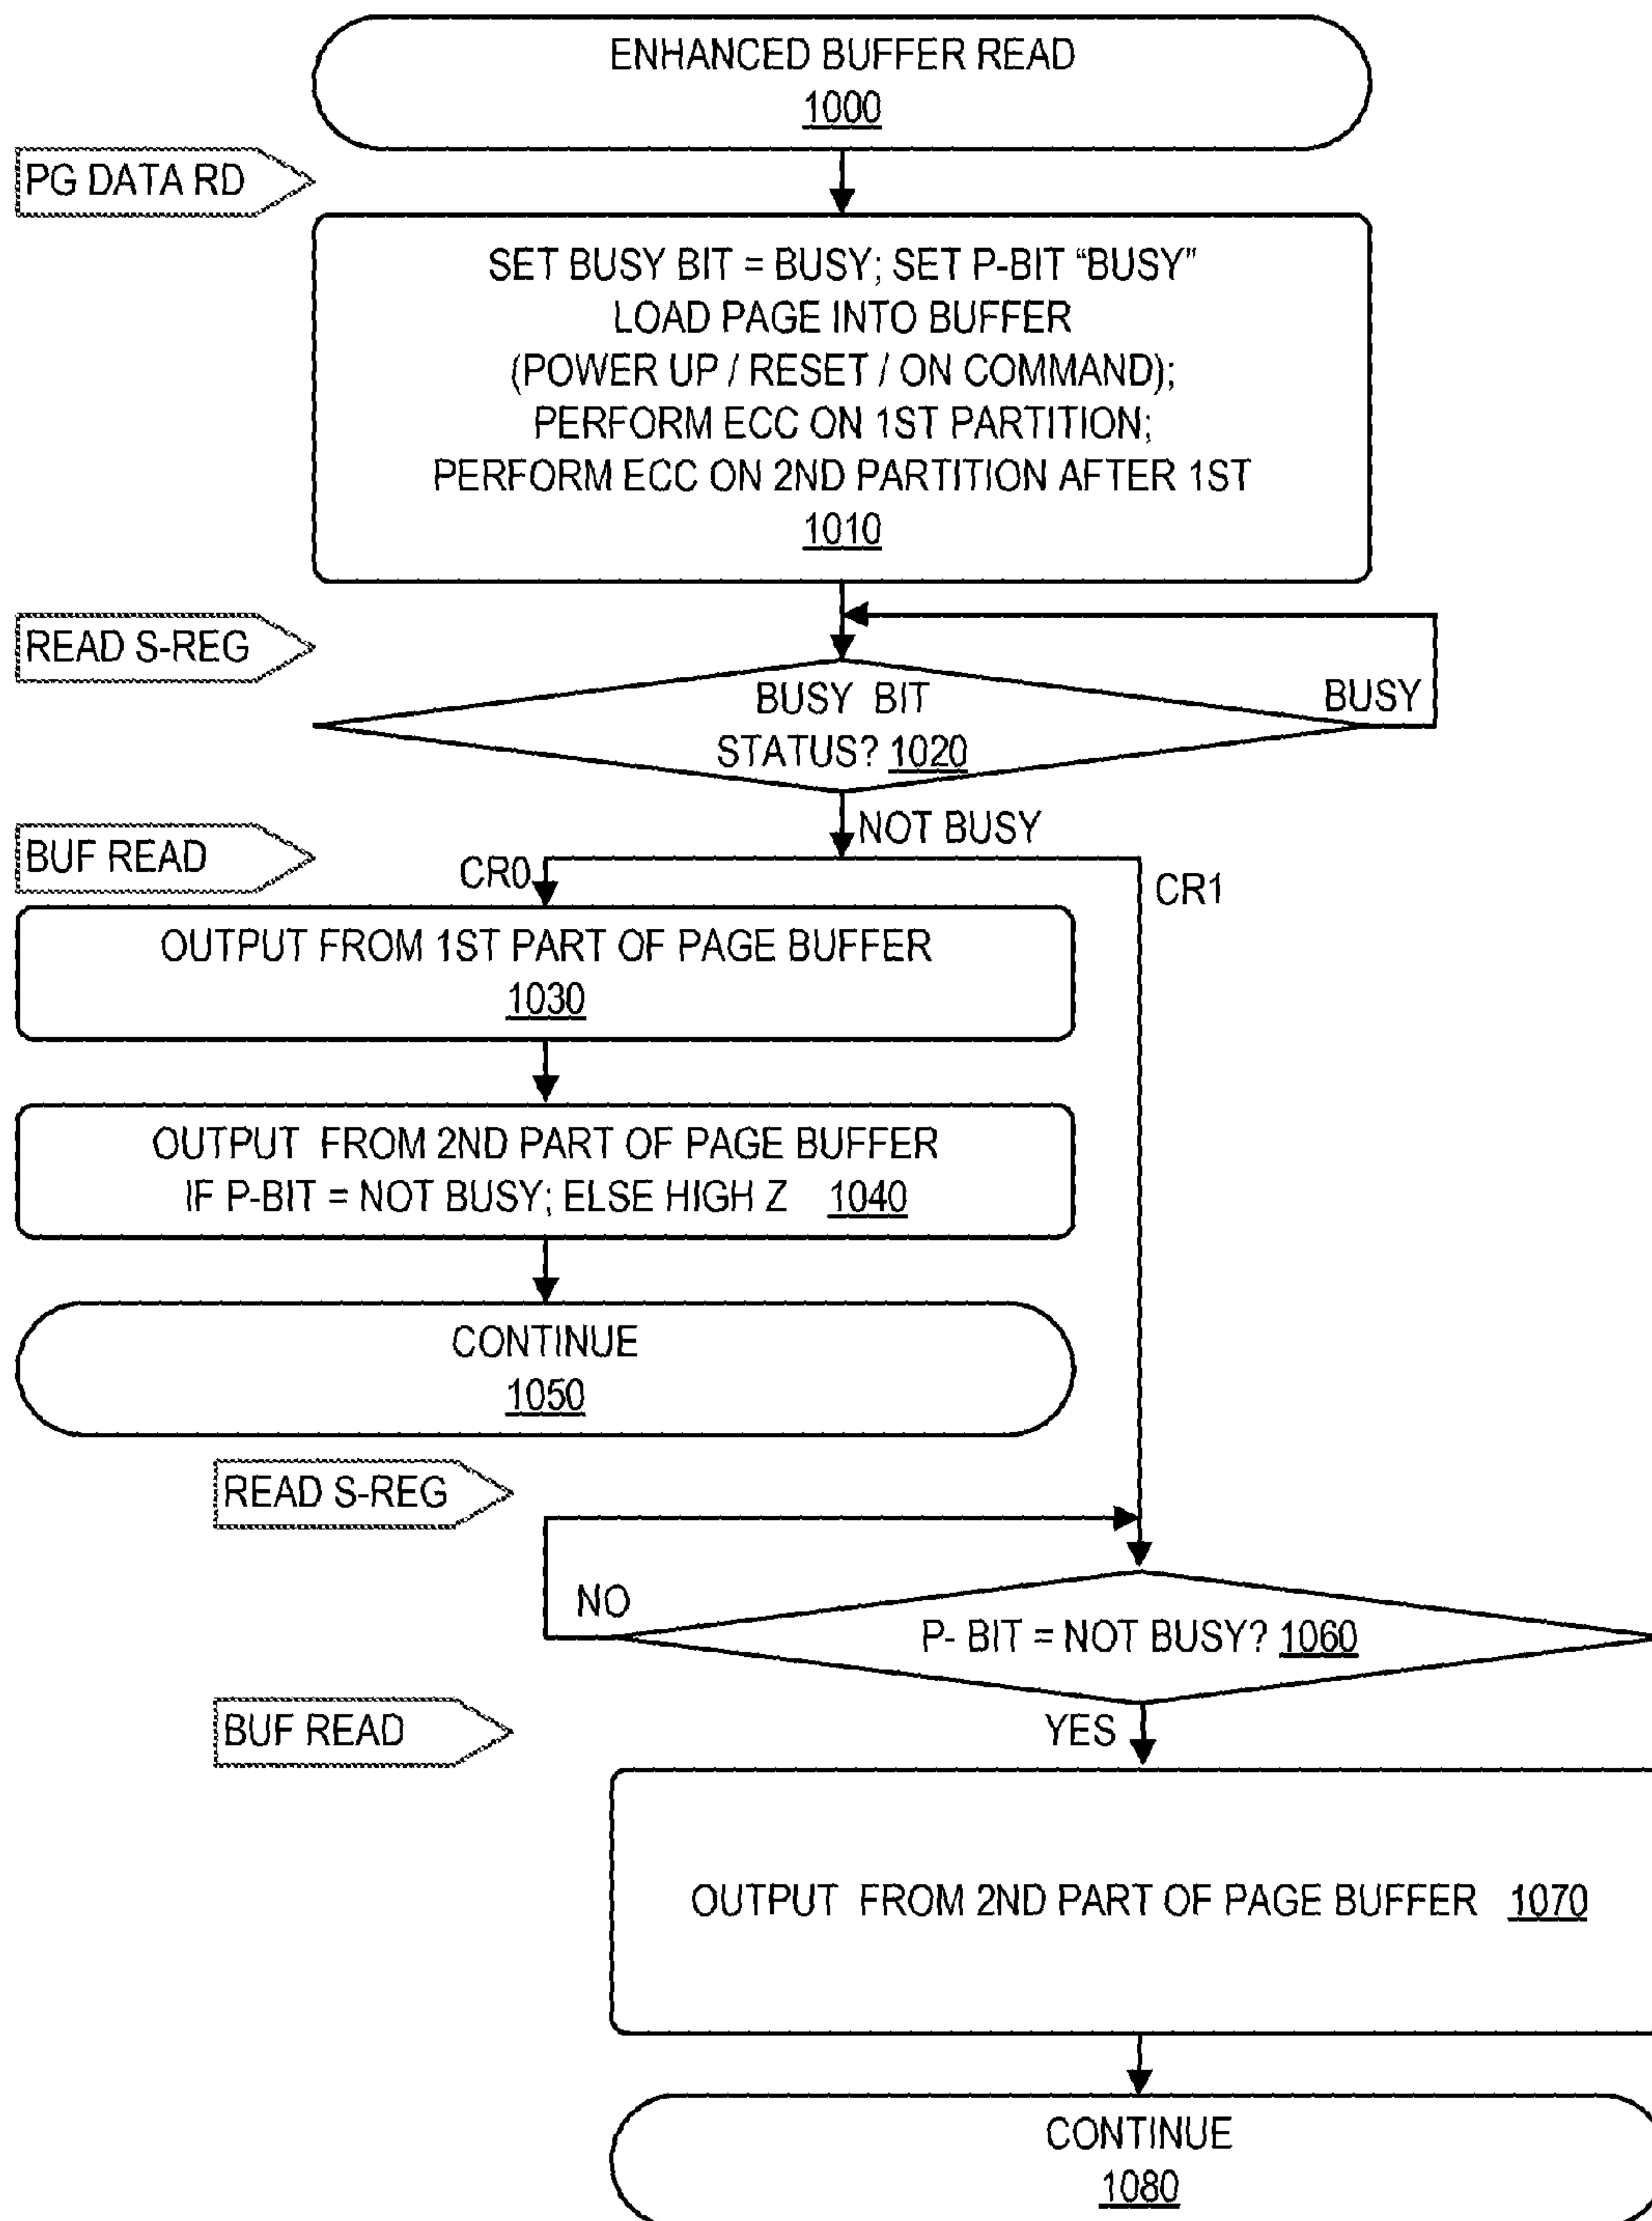 ENHANCED BUFFER READ
1000
PG DATA RD
SET BUSY BIT = BUSY; SET P-BIT “BUSY”
LOAD PAGE INTO BUFFER
(POWER UP / RESET / ON COMMAND);
PERFORM ECC ON 1ST PARTITION;
PERFORM ECC ON 2ND PARTITION AFTER 1ST
1010
READ S-REG
BUSY BIT
STATUS? 1020
BUSY
NOT BUSY
BUF READ
CR0
CR1
OUTPUT FROM 1ST PART OF PAGE BUFFER
1030
OUTPUT FROM 2ND PART OF PAGE BUFFER
IF P-BIT = NOT BUSY; ELSE HIGH Z 1040
CONTINUE
1050
READ S-REG
NO
P- BIT = NOT BUSY? 1060
BUF READ
YES
OUTPUT FROM 2ND PART OF PAGE BUFFER 1070
CONTINUE
1080